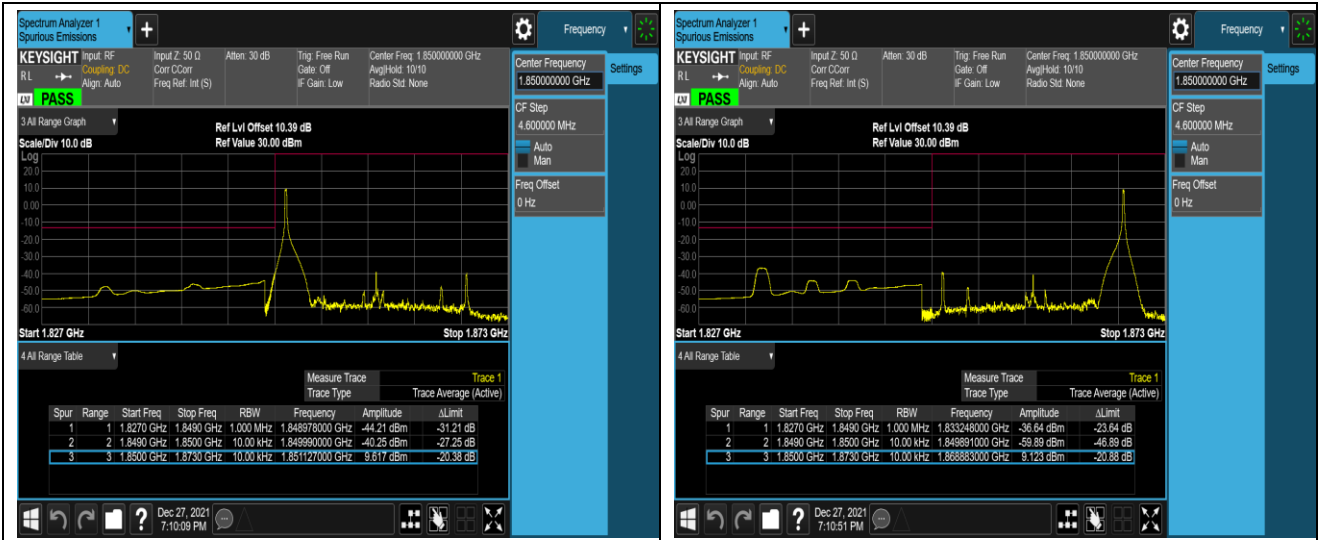 Spectrum Analyzer 1
Spurious Emissions
Frequency
KEYSIGHT Input: RF Input Z: 50 Ω Atten: 30 dB Trig: Free Run Center Freq: 1.850000000 GHz
Coupling: DC Corr CCorr Gate: Off Avg|Hold: 10/10
RL Align: Auto Freq Ref: Int (S) IF Gain: Low Radio Std: None
LXI PASS
Center Frequency
1.850000000 GHz
Settings
CF Step
4.600000 MHz
Auto
Man
Freq Offset
0 Hz
3 All Range Graph
Ref Lvl Offset 10.39 dB
Scale/Div 10.0 dB Ref Value 30.00 dBm
Log
20.0
10.0
0.00
-10.0
-20.0
-30.0
-40.0
-50.0
-60.0
Start 1.827 GHz Stop 1.873 GHz
4 All Range Table
Measure Trace Trace 1
Trace Type Trace Average (Active)
Spur Range Start Freq Stop Freq RBW Frequency Amplitude ΔLimit
1 1 1.8270 GHz 1.8490 GHz 1.000 MHz 1.848978000 GHz -44.21 dBm -31.21 dB
2 2 1.8490 GHz 1.8500 GHz 10.00 kHz 1.849990000 GHz -40.25 dBm -27.25 dB
3 3 1.8500 GHz 1.8730 GHz 10.00 kHz 1.851127000 GHz 9.617 dBm -20.38 dB
?
Dec 27, 2021
7:10:09 PM
Spectrum Analyzer 1
Spurious Emissions
Frequency
KEYSIGHT Input: RF Input Z: 50 Ω Atten: 30 dB Trig: Free Run Center Freq: 1.850000000 GHz
Coupling: DC Corr CCorr Gate: Off Avg|Hold: 10/10
RL Align: Auto Freq Ref: Int (S) IF Gain: Low Radio Std: None
LXI PASS
Center Frequency
1.850000000 GHz
Settings
CF Step
4.600000 MHz
Auto
Man
Freq Offset
0 Hz
3 All Range Graph
Ref Lvl Offset 10.39 dB
Scale/Div 10.0 dB Ref Value 30.00 dBm
Log
20.0
10.0
0.00
-10.0
-20.0
-30.0
-40.0
-50.0
-60.0
Start 1.827 GHz Stop 1.873 GHz
4 All Range Table
Measure Trace Trace 1
Trace Type Trace Average (Active)
Spur Range Start Freq Stop Freq RBW Frequency Amplitude ΔLimit
1 1 1.8270 GHz 1.8490 GHz 1.000 MHz 1.833248000 GHz -36.64 dBm -23.64 dB
2 2 1.8490 GHz 1.8500 GHz 10.00 kHz 1.849891000 GHz -59.89 dBm -46.89 dB
3 3 1.8500 GHz 1.8730 GHz 10.00 kHz 1.868883000 GHz 9.123 dBm -20.88 dB
?
Dec 27, 2021
7:10:51 PM